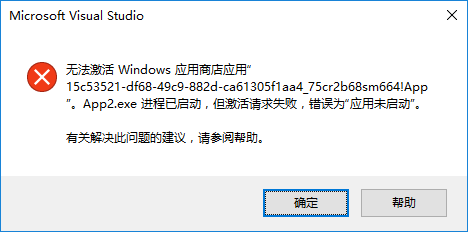 Microsoft Visual Studio
无法激活 Windows 应用商店应用“
15c53521-df68-49c9-882d-ca61305f1aa4_75cr2b68sm664!App
”。App2.exe 进程已启动，但激活请求失败，错误为“应用未启动”。
有关解决此问题的建议，请参阅帮助。
确定
帮助